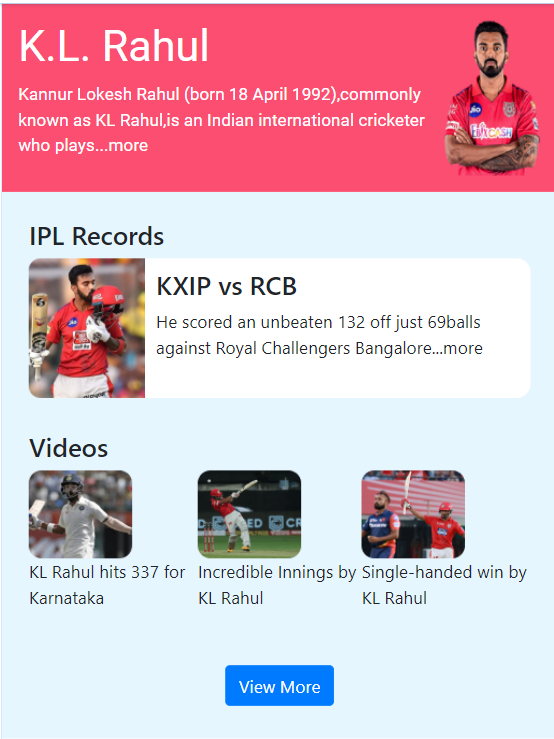 K.L. Rahul
Kannur Lokesh Rahul (born 18 April 1992),commonly
known as KL Rahul,is an Indian international cricketer
who plays...more
Jio
IPL Records
KXIP vs RCB
He scored an unbeaten 132 off just 69balls
against Royal Challengers Bangalore...more
Videos
KL Rahul hits 337 for
Karnataka
Incredible Innings by
KL Rahul
Single-handed win by
KL Rahul
View More